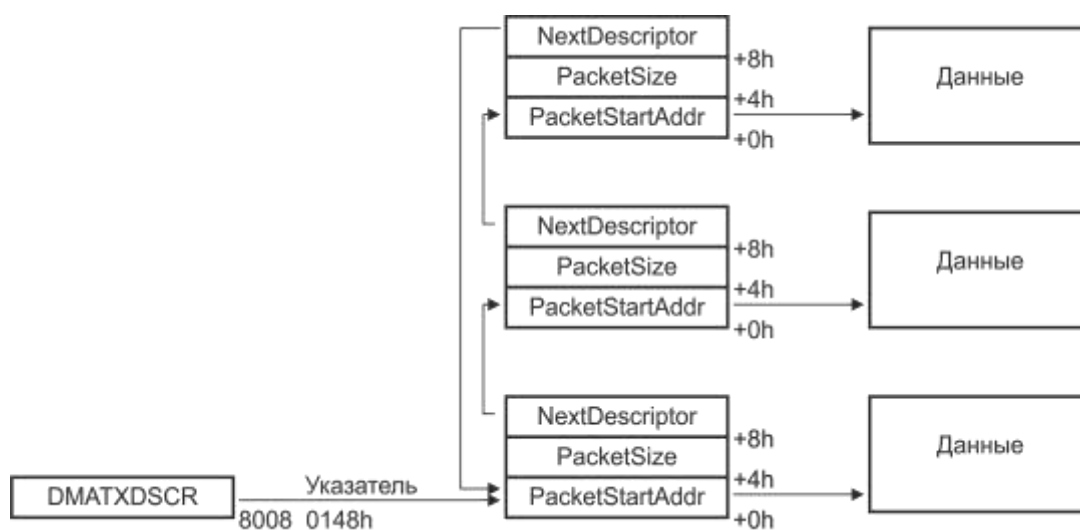 NextDescriptor
+8h
PacketSize
+4h
PacketStartAddr
+0h
Данные
NextDescriptor
+8h
PacketSize
+4h
PacketStartAddr
+0h
Данные
NextDescriptor
+8h
PacketSize
+4h
PacketStartAddr
+0h
Данные
DMATXDSCR
Указатель
8008 0148h